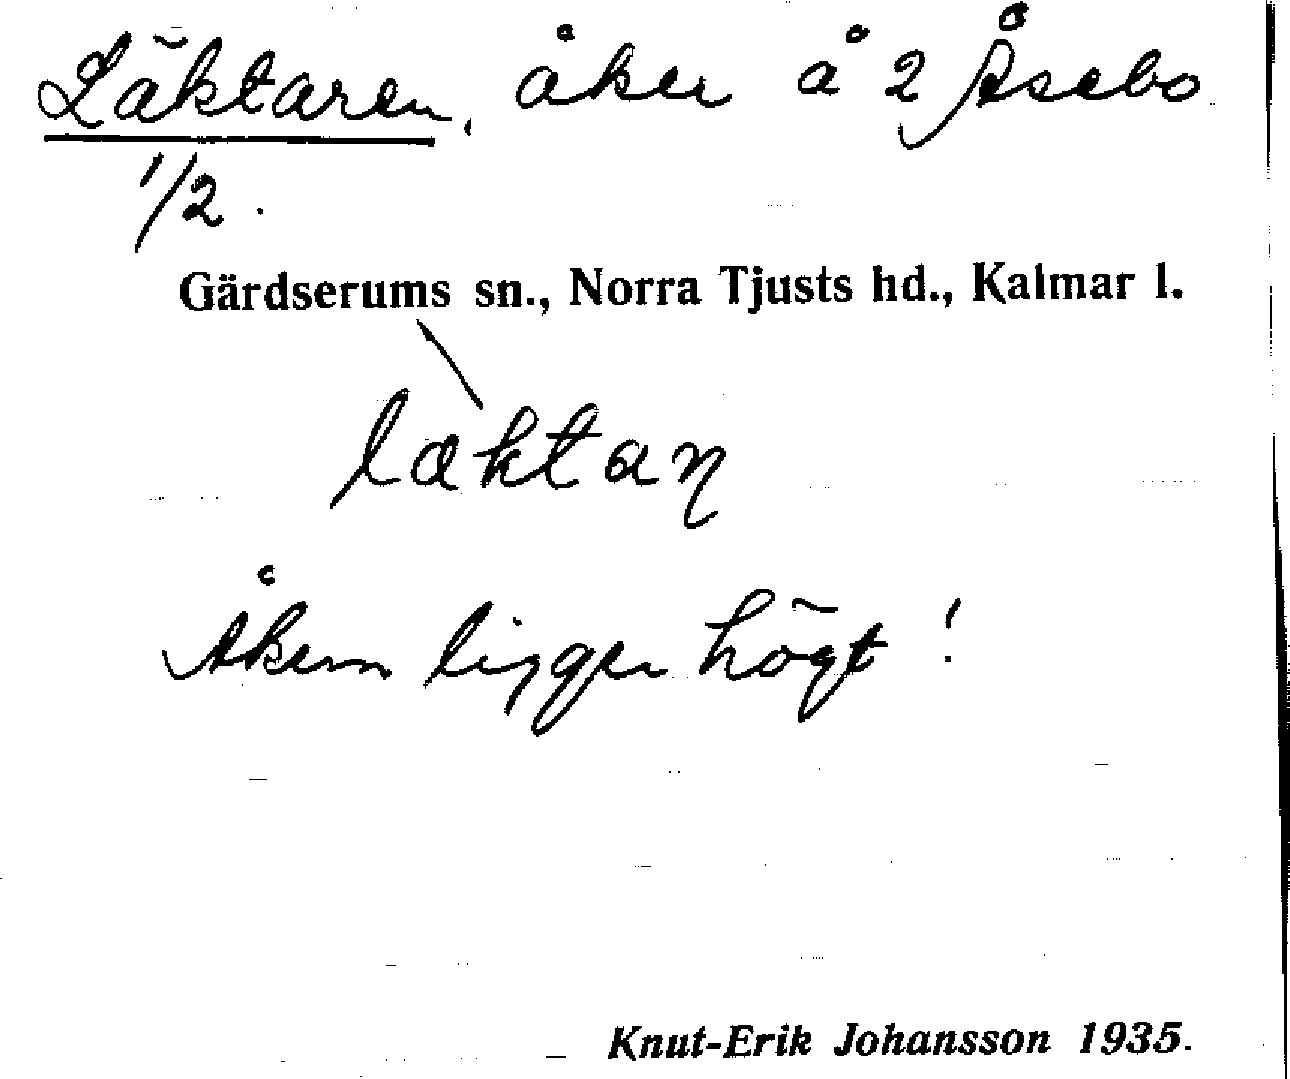 Läktaren, åker å 2 Åsebo
1/2.
Gärdserums sn., Norra Tjusts hd., Kalmar l.
\
læktaɳ
Åkern ligger högt!
Knut-Erik Johansson 1935.